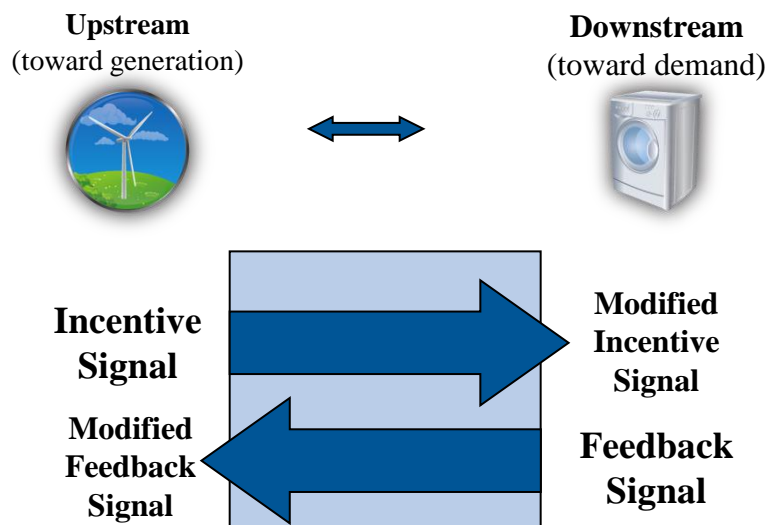 Upstream
(toward generation)
Downstream
(toward demand)
Incentive
Signal
Modified
Incentive
Signal
Modified
Feedback
Signal
Feedback
Signal